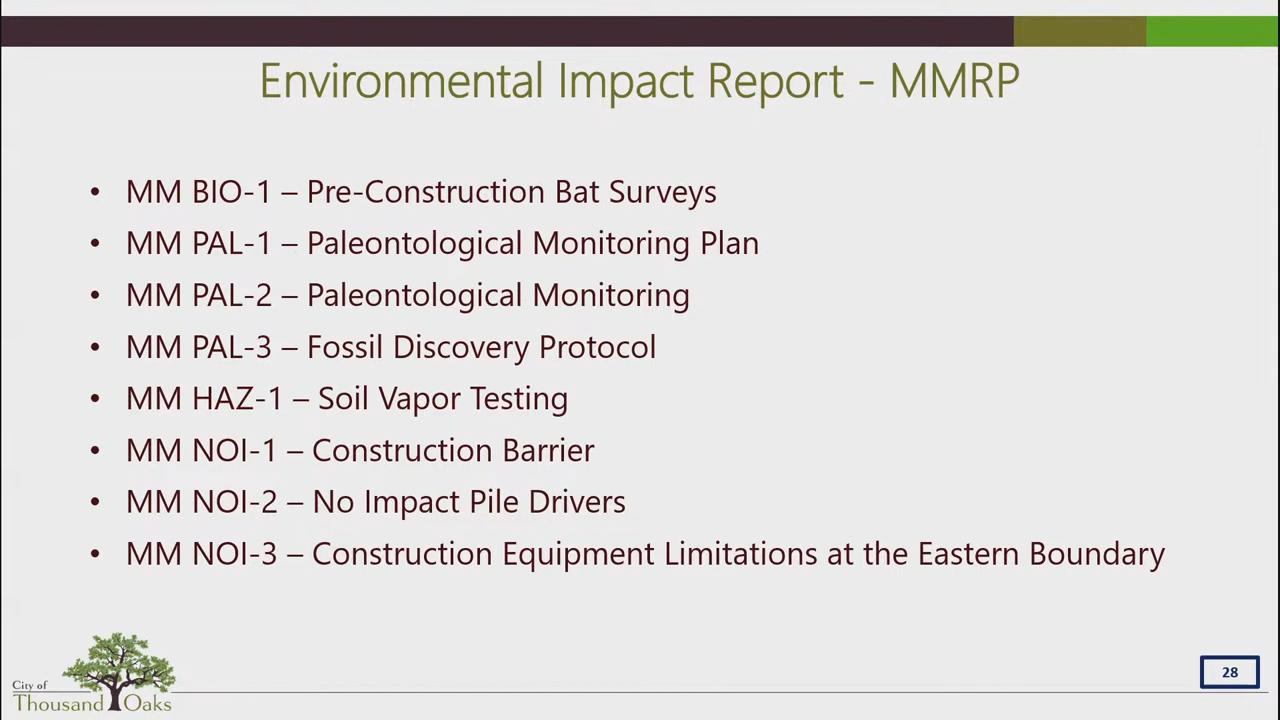 Environmental Impact Report - MMRP
• MM BIO-1 – Pre-Construction Bat Surveys
• MM PAL-1 – Paleontological Monitoring Plan
• MM PAL-2 – Paleontological Monitoring
• MM PAL-3 – Fossil Discovery Protocol
• MM HAZ-1 – Soil Vapor Testing
• MM NOI-1 – Construction Barrier
• MM NOI-2 – No Impact Pile Drivers
• MM NOI-3 – Construction Equipment Limitations at the Eastern Boundary
City of
Thousand Oaks
28